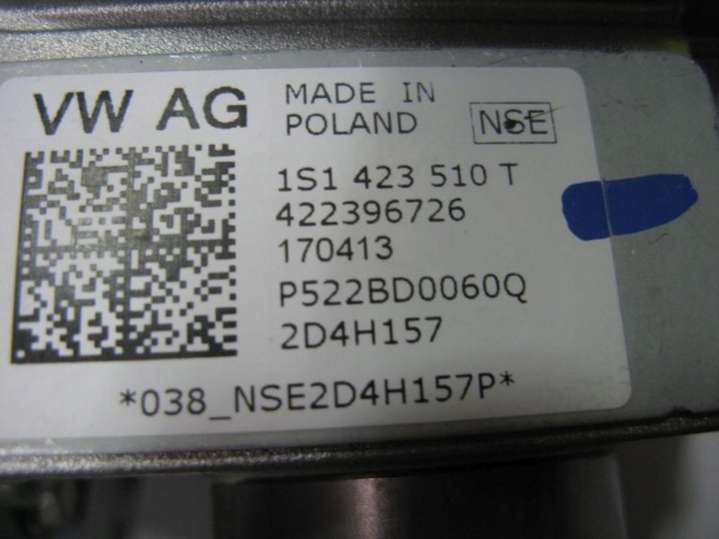 VW AG
MADE IN
POLAND
NSE
1S1 423 510 T
422396726
170413
P522BD0060Q
2D4H157
*038_NSE2D4H157P*